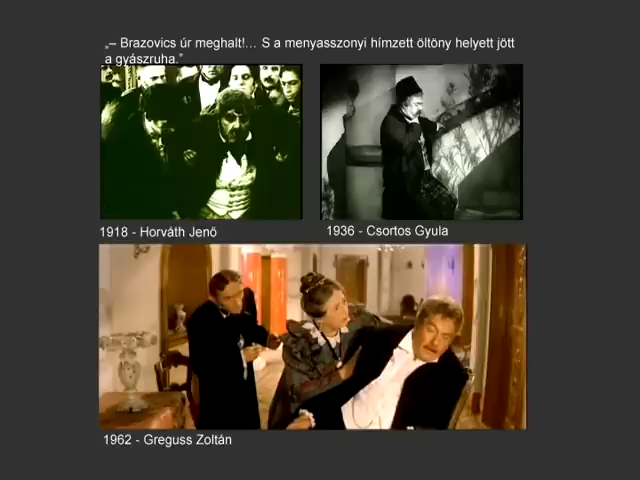 „– Brazovics úr meghalt!... S a menyasszonyi hímzett öltöny helyett jött
a gyászruha.”
1918 - Horváth Jenő
1936 - Csortos Gyula
1962 - Greguss Zoltán